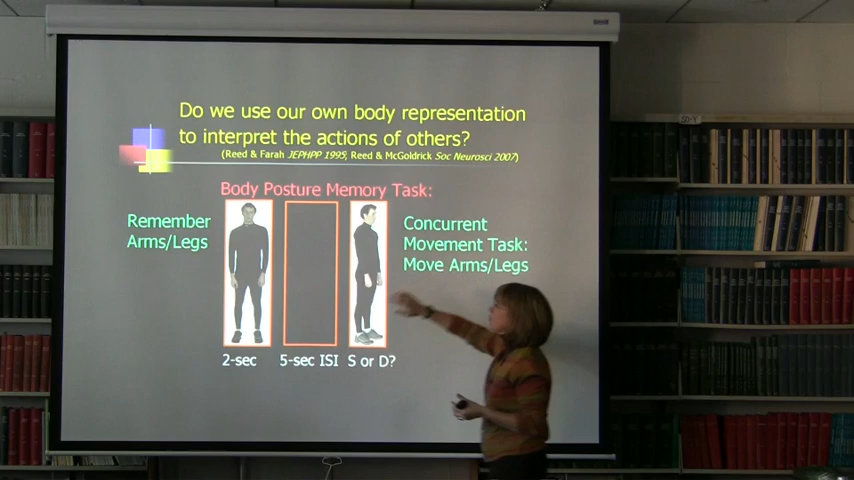 Do we use our own body representation
to interpret the actions of others?
(Reed & Farah JEPHPP 1995; Reed & McGoldrick Soc Neurosci 2007)
Body Posture Memory Task:
Remember
Arms/Legs
Concurrent
Movement Task:
Move Arms/Legs
2-sec
5-sec ISI
S or D?